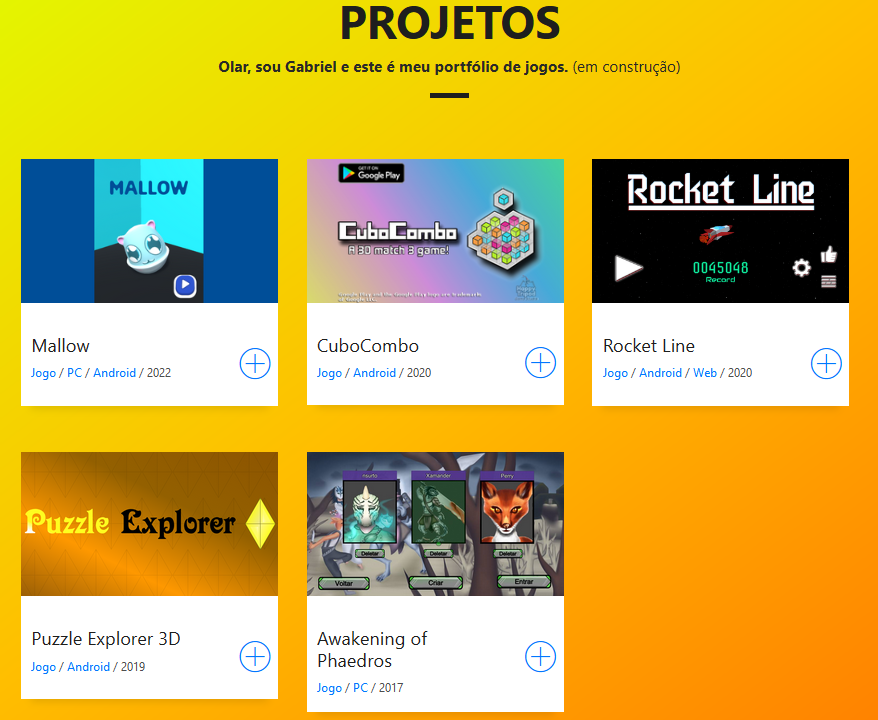 PROJETOS
Olar, sou Gabriel e este é meu portfólio de jogos. (em construção)
MALLOW
Mallow
Jogo / PC / Android / 2022
GET IT ON
Google Play
CuboCombo
A 3D match 3 game!
CuboCombo
Jogo / Android / 2020
Rocket Line
0045048
Record
Rocket Line
Jogo / Android / Web / 2020
Puzzle Explorer
Puzzle Explorer 3D
Jogo / Android / 2019
Xamander
Perry
Deletar
Deletar
Deletar
Voltar
Criar
Entrar
Awakening of
Phaedros
Jogo / PC / 2017